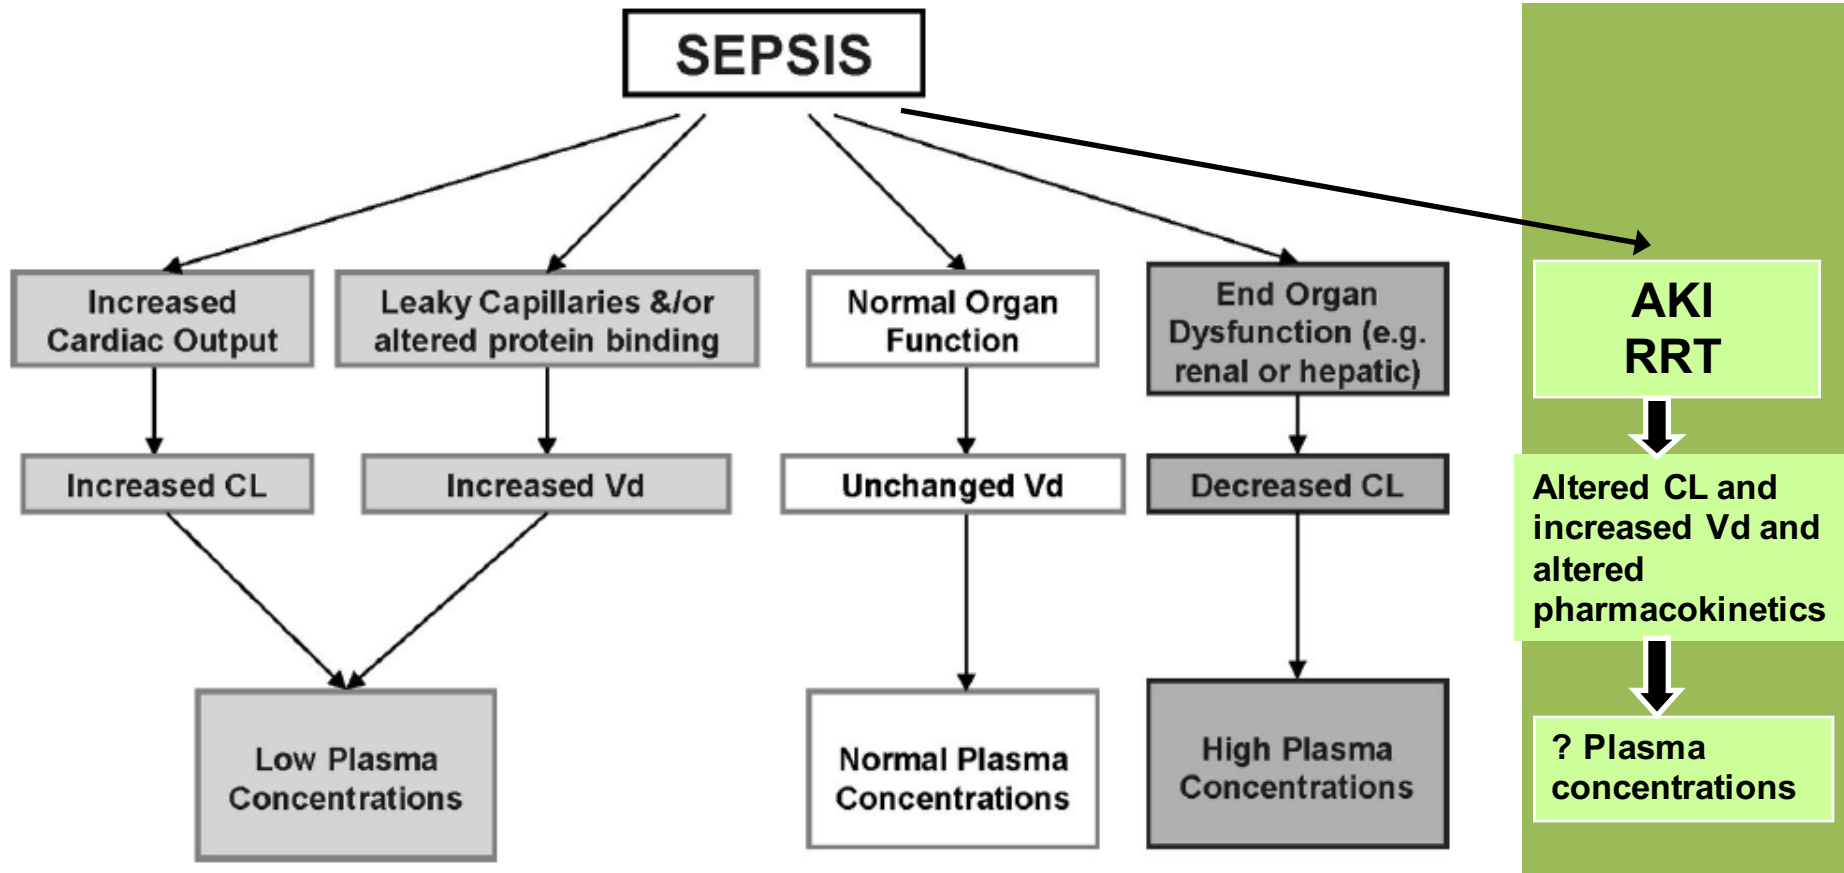 SEPSIS
Increased
Cardiac Output
Leaky Capillaries &/or
altered protein binding
Normal Organ
Function
End Organ
Dysfunction (e.g.
renal or hepatic)
AKI
RRT
Increased CL
Increased Vd
Unchanged Vd
Decreased CL
Altered CL and
increased Vd and
altered
pharmacokinetics
Low Plasma
Concentrations
Normal Plasma
Concentrations
High Plasma
Concentrations
? Plasma
concentrations